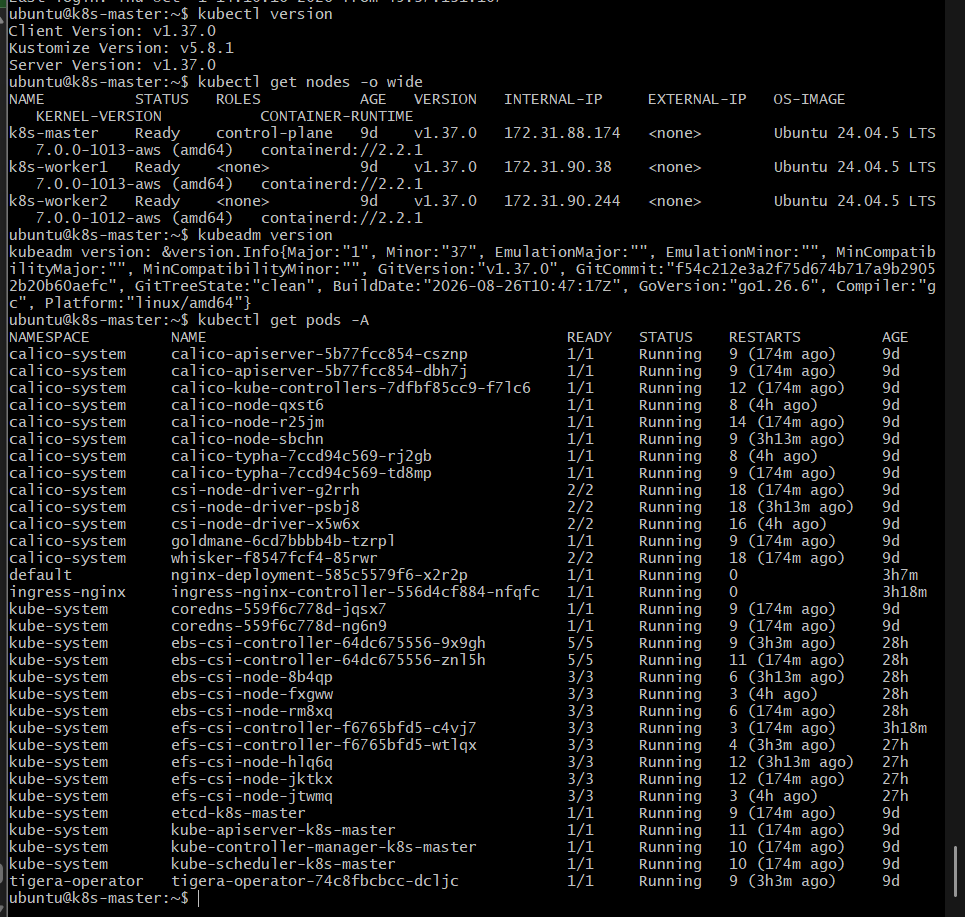 ubuntu@k8s-master:~$ kubectl version
Client Version: v1.37.0
Kustomize Version: v5.8.1
Server Version: v1.37.0
ubuntu@k8s-master:~$ kubectl get nodes -o wide
NAME          STATUS   ROLES           AGE   VERSION   INTERNAL-IP     EXTERNAL-IP   OS-IMAGE
   KERNEL-VERSION           CONTAINER-RUNTIME
k8s-master    Ready    control-plane   9d    v1.37.0   172.31.88.174   <none>        Ubuntu 24.04.5 LTS
   7.0.0-1013-aws (amd64)   containerd://2.2.1
k8s-worker1   Ready    <none>          9d    v1.37.0   172.31.90.38    <none>        Ubuntu 24.04.5 LTS
   7.0.0-1013-aws (amd64)   containerd://2.2.1
k8s-worker2   Ready    <none>          9d    v1.37.0   172.31.90.244   <none>        Ubuntu 24.04.5 LTS
   7.0.0-1012-aws (amd64)   containerd://2.2.1
ubuntu@k8s-master:~$ kubeadm version
kubeadm version: &version.Info{Major:"1", Minor:"37", EmulationMajor:"", EmulationMinor:"", MinCompatib
ilityMajor:"", MinCompatibilityMinor:"", GitVersion:"v1.37.0", GitCommit:"f54c212e3a2f75d674b717a9b2905
2b20b60aefc", GitTreeState:"clean", BuildDate:"2026-08-26T10:47:17Z", GoVersion:"go1.26.6", Compiler:"g
c", Platform:"linux/amd64"}
ubuntu@k8s-master:~$ kubectl get pods -A
NAMESPACE         NAME                                        READY   STATUS    RESTARTS         AGE
calico-system     calico-apiserver-5b77fcc854-csznp           1/1     Running   9 (174m ago)     9d
calico-system     calico-apiserver-5b77fcc854-dbh7j           1/1     Running   9 (174m ago)     9d
calico-system     calico-kube-controllers-7dfbf85cc9-f7lc6    1/1     Running   12 (174m ago)    9d
calico-system     calico-node-qxst6                           1/1     Running   8 (4h ago)       9d
calico-system     calico-node-r25jm                           1/1     Running   14 (174m ago)    9d
calico-system     calico-node-sbchn                           1/1     Running   9 (3h13m ago)    9d
calico-system     calico-typha-7ccd94c569-rj2gb               1/1     Running   8 (4h ago)       9d
calico-system     calico-typha-7ccd94c569-td8mp               1/1     Running   9 (174m ago)     9d
calico-system     csi-node-driver-g2rrh                       2/2     Running   18 (174m ago)    9d
calico-system     csi-node-driver-psbj8                       2/2     Running   18 (3h13m ago)   9d
calico-system     csi-node-driver-x5w6x                       2/2     Running   16 (4h ago)      9d
calico-system     goldmane-6cd7bbbb4b-tzrpl                   1/1     Running   9 (174m ago)     9d
calico-system     whisker-f8547fcf4-85rwr                     2/2     Running   18 (174m ago)    9d
default           nginx-deployment-585c5579f6-x2r2p           1/1     Running   0                3h7m
ingress-nginx     ingress-nginx-controller-556d4cf884-nfqfc   1/1     Running   0                3h18m
kube-system       coredns-559f6c778d-jqsx7                    1/1     Running   9 (174m ago)     9d
kube-system       coredns-559f6c778d-ng6n9                    1/1     Running   9 (174m ago)     9d
kube-system       ebs-csi-controller-64dc675556-9x9gh         5/5     Running   9 (3h3m ago)     28h
kube-system       ebs-csi-controller-64dc675556-znl5h         5/5     Running   11 (174m ago)    28h
kube-system       ebs-csi-node-8b4qp                          3/3     Running   6 (3h13m ago)    28h
kube-system       ebs-csi-node-fxgww                          3/3     Running   3 (4h ago)       28h
kube-system       ebs-csi-node-rm8xq                          3/3     Running   6 (174m ago)     28h
kube-system       efs-csi-controller-f6765bfd5-c4vj7          3/3     Running   3 (174m ago)     3h18m
kube-system       efs-csi-controller-f6765bfd5-wtlqx          3/3     Running   4 (3h3m ago)     27h
kube-system       efs-csi-node-hlq6q                          3/3     Running   12 (3h13m ago)   27h
kube-system       efs-csi-node-jktkx                          3/3     Running   12 (174m ago)    27h
kube-system       efs-csi-node-jtwmq                          3/3     Running   3 (4h ago)       27h
kube-system       etcd-k8s-master                             1/1     Running   9 (174m ago)     9d
kube-system       kube-apiserver-k8s-master                   1/1     Running   11 (174m ago)    9d
kube-system       kube-controller-manager-k8s-master          1/1     Running   10 (174m ago)    9d
kube-system       kube-scheduler-k8s-master                   1/1     Running   10 (174m ago)    9d
tigera-operator   tigera-operator-74c8fbcbcc-dcljc            1/1     Running   9 (3h3m ago)     9d
ubuntu@k8s-master:~$